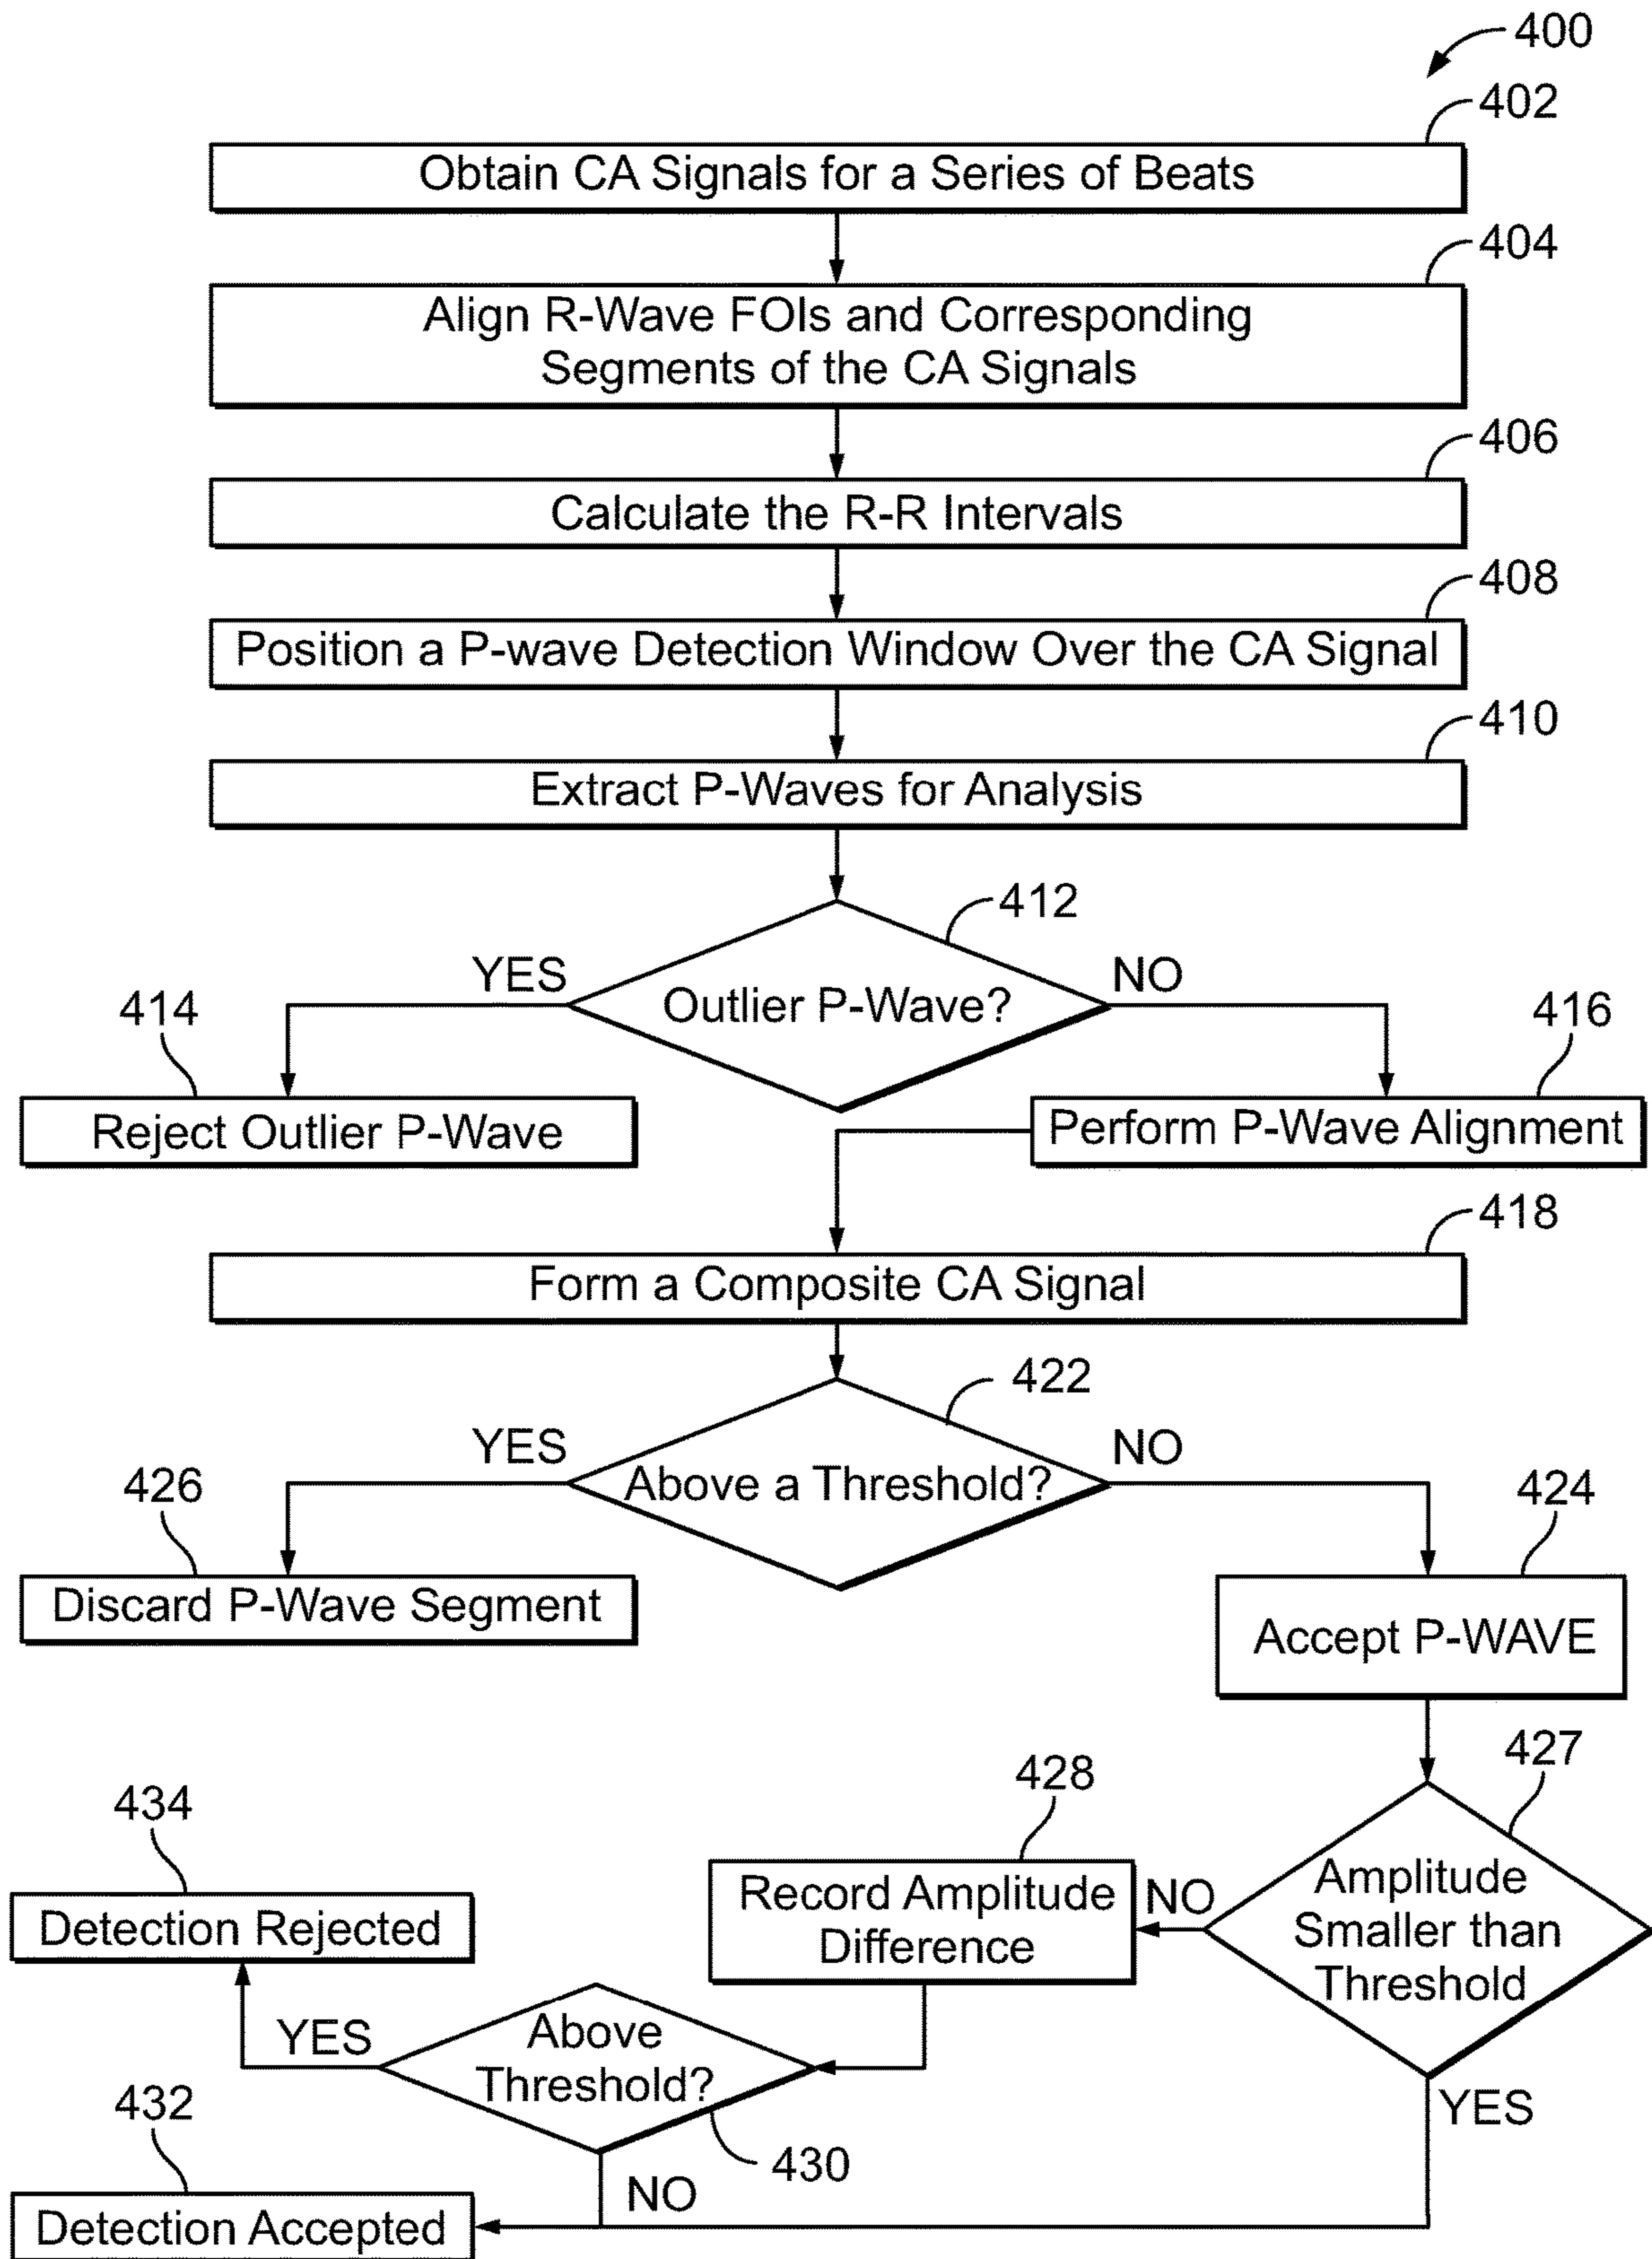 400
402
Obtain CA Signals for a Series of Beats
404
Align R-Wave FOIs and Corresponding
Segments of the CA Signals
406
Calculate the R-R Intervals
408
Position a P-wave Detection Window Over the CA Signal
410
Extract P-Waves for Analysis
412
YES
NO
Outlier P-Wave?
414
416
Reject Outlier P-Wave
Perform P-Wave Alignment
418
Form a Composite CA Signal
422
YES
NO
Above a Threshold?
426
424
Discard P-Wave Segment
Accept P-WAVE
427
428
434
Amplitude
Smaller than
Threshold
NO
Record Amplitude
Difference
Detection Rejected
YES
Above
Threshold?
YES
432
430
NO
Detection Accepted